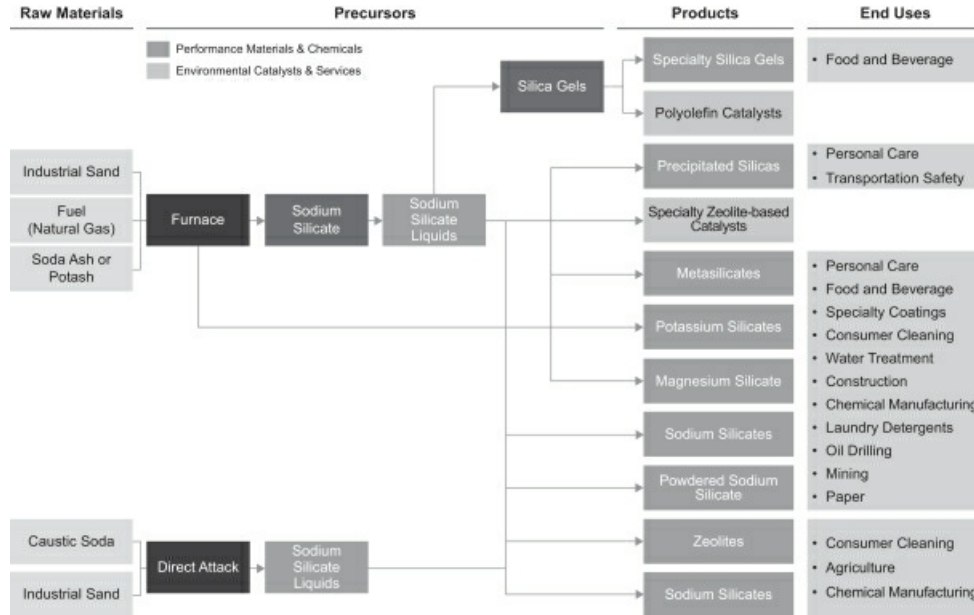 Raw Materials
Precursors
Products
End Uses
Performance Materials & Chemicals
Environmental Catalysts & Services
Industrial Sand
Fuel
(Natural Gas)
Soda Ash or
Potash
Furnace
Sodium
Silicate
Sodium
Silicate
Liquids
Silica Gels
Specialty Silica Gels
Polyolefin Catalysts
Precipitated Silicas
Specialty Zeolite-based
Catalysts
Metasilicates
Potassium Silicates
Magnesium Silicate
Sodium Silicates
Powdered Sodium
Silicate
Zeolites
Sodium Silicates
• Food and Beverage
• Personal Care
• Transportation Safety
• Personal Care
• Food and Beverage
• Specialty Coatings
• Consumer Cleaning
• Water Treatment
• Construction
• Chemical Manufacturing
• Laundry Detergents
• Oil Drilling
• Mining
• Paper
• Consumer Cleaning
• Agriculture
• Chemical Manufacturing
Caustic Soda
Industrial Sand
Direct Attack
Sodium
Silicate
Liquids